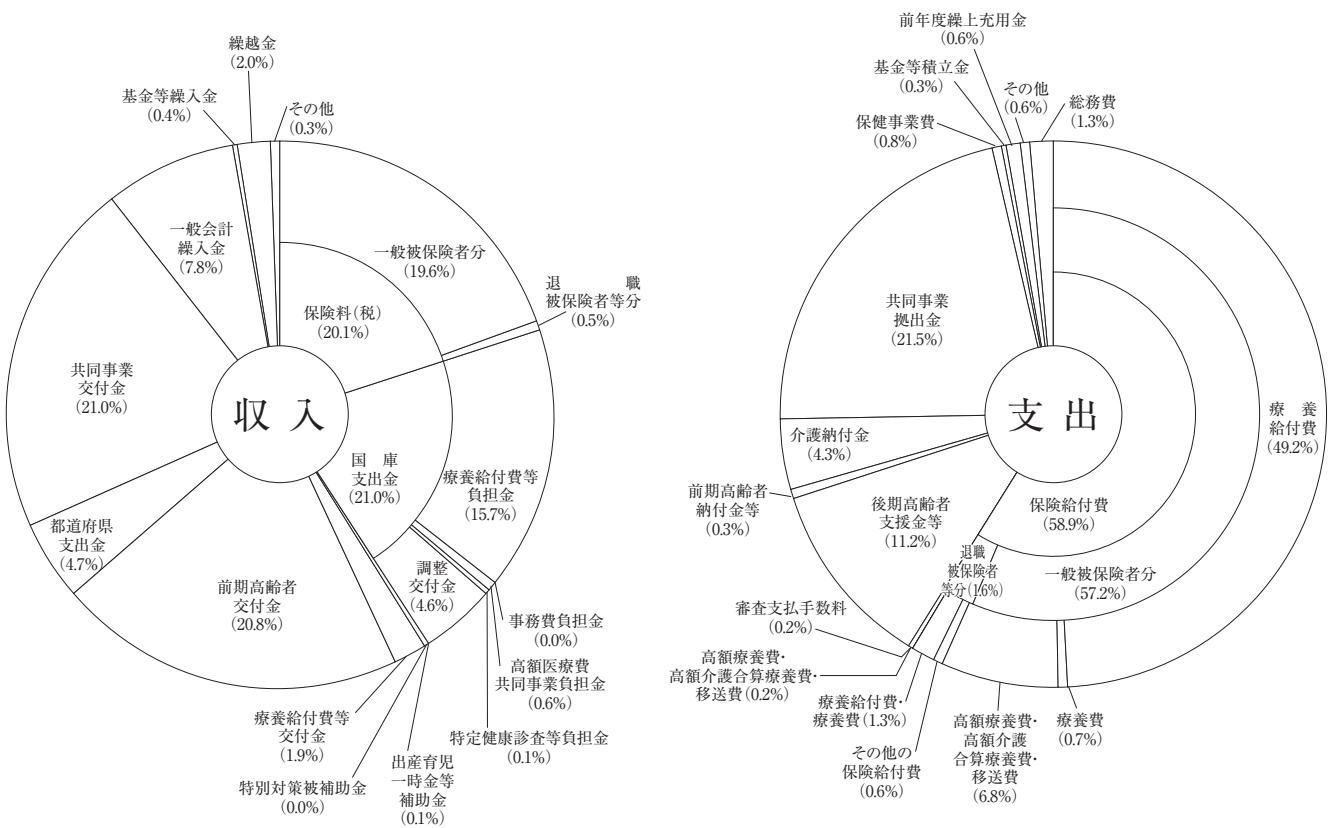 収入
繰越金
(2.0%)
基金等繰入金
(0.4%)
その他
(0.3%)
一般会計
繰入金
(7.8%)
一般被保険者分
(19.6%)
保険料(税)
(20.1%)
退職
被保険者等分
(0.5%)
共同事業
交付金
(21.0%)
国庫
支出金
(21.0%)
療養給付費等
負担金
(15.7%)
都道府県
支出金
(4.7%)
前期高齢者
交付金
(20.8%)
調整
交付金
(4.6%)
事務費負担金
(0.0%)
高額医療費
共同事業負担金
(0.6%)
特定健康診査等負担金
(0.1%)
出産育児
一時金等
補助金
(0.1%)
特別対策被補助金
(0.0%)
療養給付費等
交付金
(1.9%)
支出
前年度繰上充用金
(0.6%)
基金等積立金
(0.3%)
その他
(0.6%)
総務費
(1.3%)
保健事業費
(0.8%)
共同事業
拠出金
(21.5%)
療養
給付費
(49.2%)
介護納付金
(4.3%)
前期高齢者
納付金等
(0.3%)
後期高齢者
支援金等
(11.2%)
保険給付費
(58.9%)
退職
被保険者
等分(1.6%)
一般被保険者分
(57.2%)
審査支払手数料
(0.2%)
高額療養費・
高額介護合算療養費・
移送費(0.2%)
療養給付費・
療養費(1.3%)
その他の
保険給付費
(0.6%)
高額療養費・
高額介護
合算療養費・
移送費
(6.8%)
療養費
(0.7%)